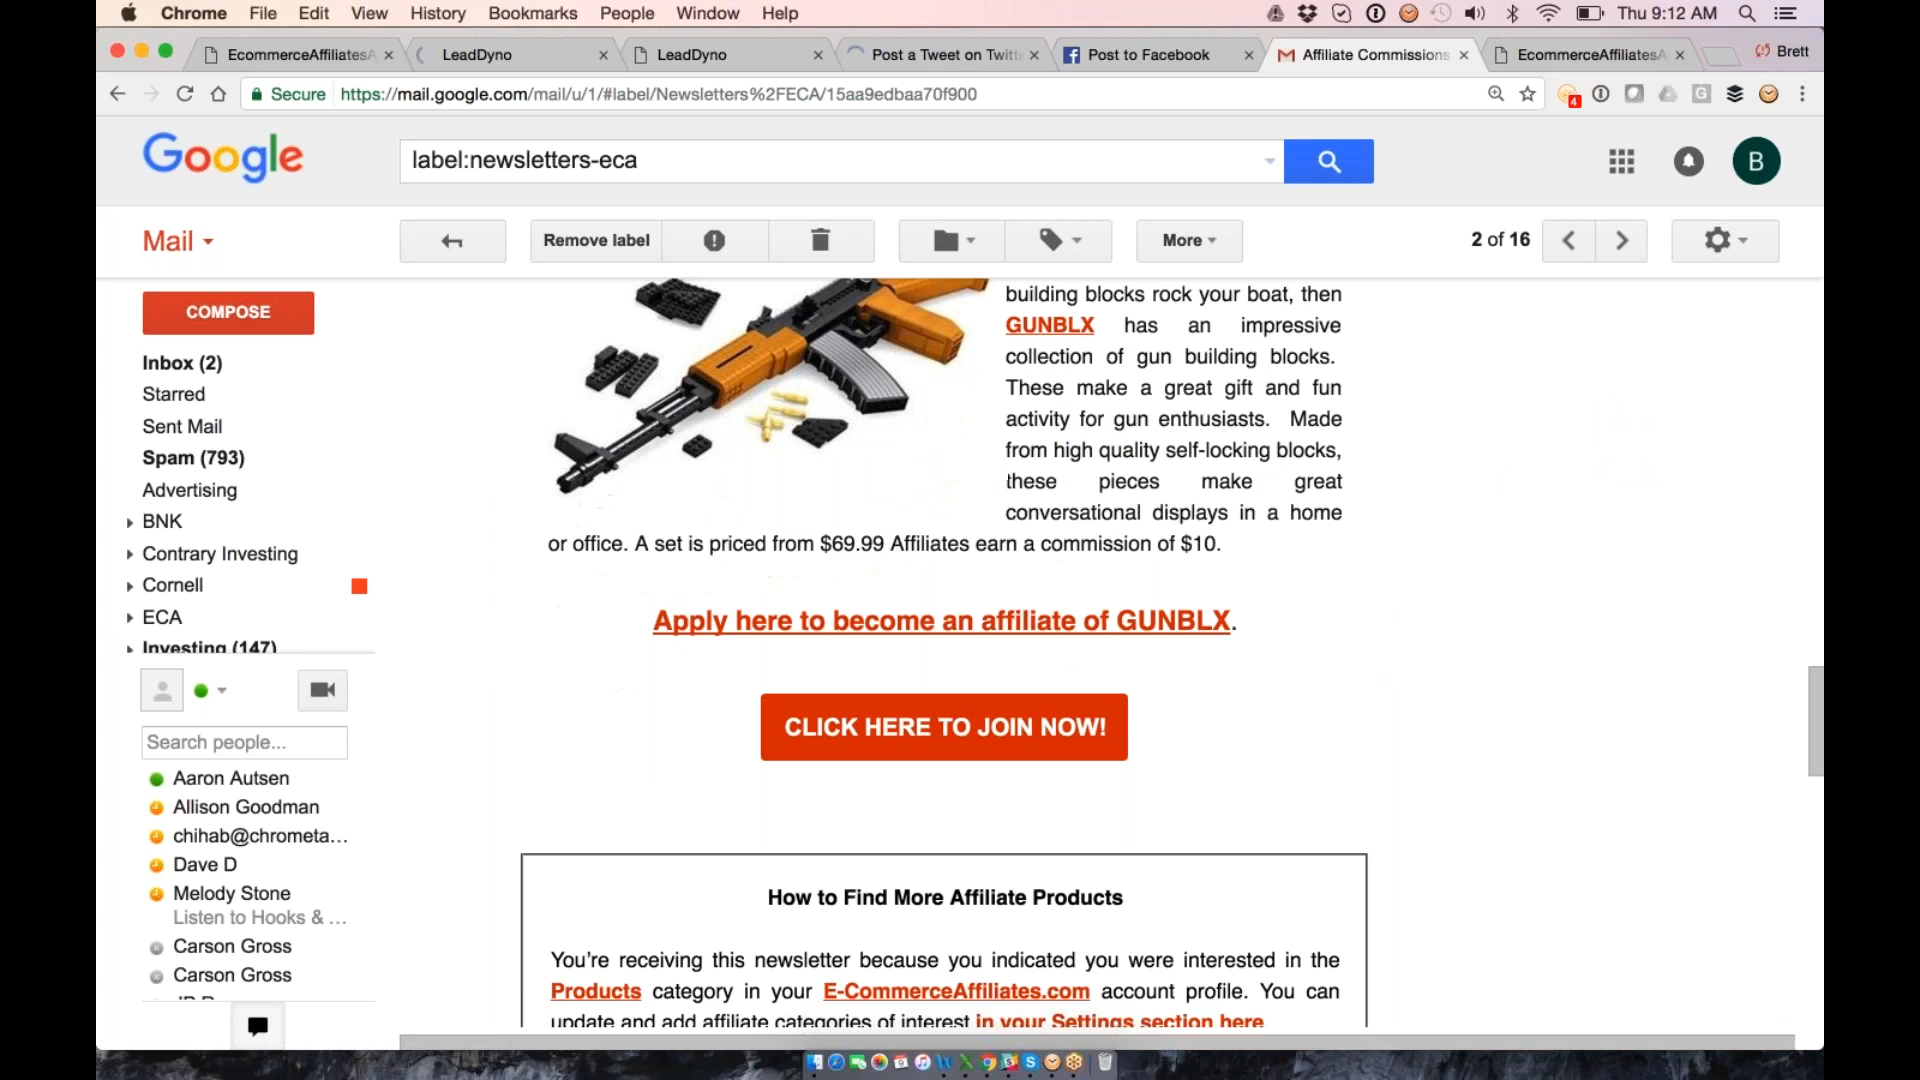 Chrome File Edit View History Bookmarks People Window Help Thu 9:12 AM
EcommerceAffiliatesA LeadDyno LeadDyno Post a Tweet on Twitte Post to Facebook Affiliate Commissions EcommerceAffiliatesA Brett
Secure https://mail.google.com/mail/u/1/#label/Newsletters%2FECA/15aa9edbaa70f900 4
Google label:newsletters-eca B
Mail Remove label More 2 of 16
COMPOSE
Inbox (2)
Starred
Sent Mail
Spam (793)
Advertising
BNK
Contrary Investing
Cornell
ECA
Investing (147)
Search people...
Aaron Autsen
Allison Goodman
chihab@chrometa...
Dave D
Melody Stone
Listen to Hooks & ...
Carson Gross
Carson Gross
building blocks rock your boat, then
GUNBLX has an impressive
collection of gun building blocks.
These make a great gift and fun
activity for gun enthusiasts. Made
from high quality self-locking blocks,
these pieces make great
conversational displays in a home
or office. A set is priced from $69.99 Affiliates earn a commission of $10.
Apply here to become an affiliate of GUNBLX.
CLICK HERE TO JOIN NOW!
How to Find More Affiliate Products
You're receiving this newsletter because you indicated you were interested in the
Products category in your E-CommerceAffiliates.com account profile. You can
update and add affiliate categories of interest in your Settings section here